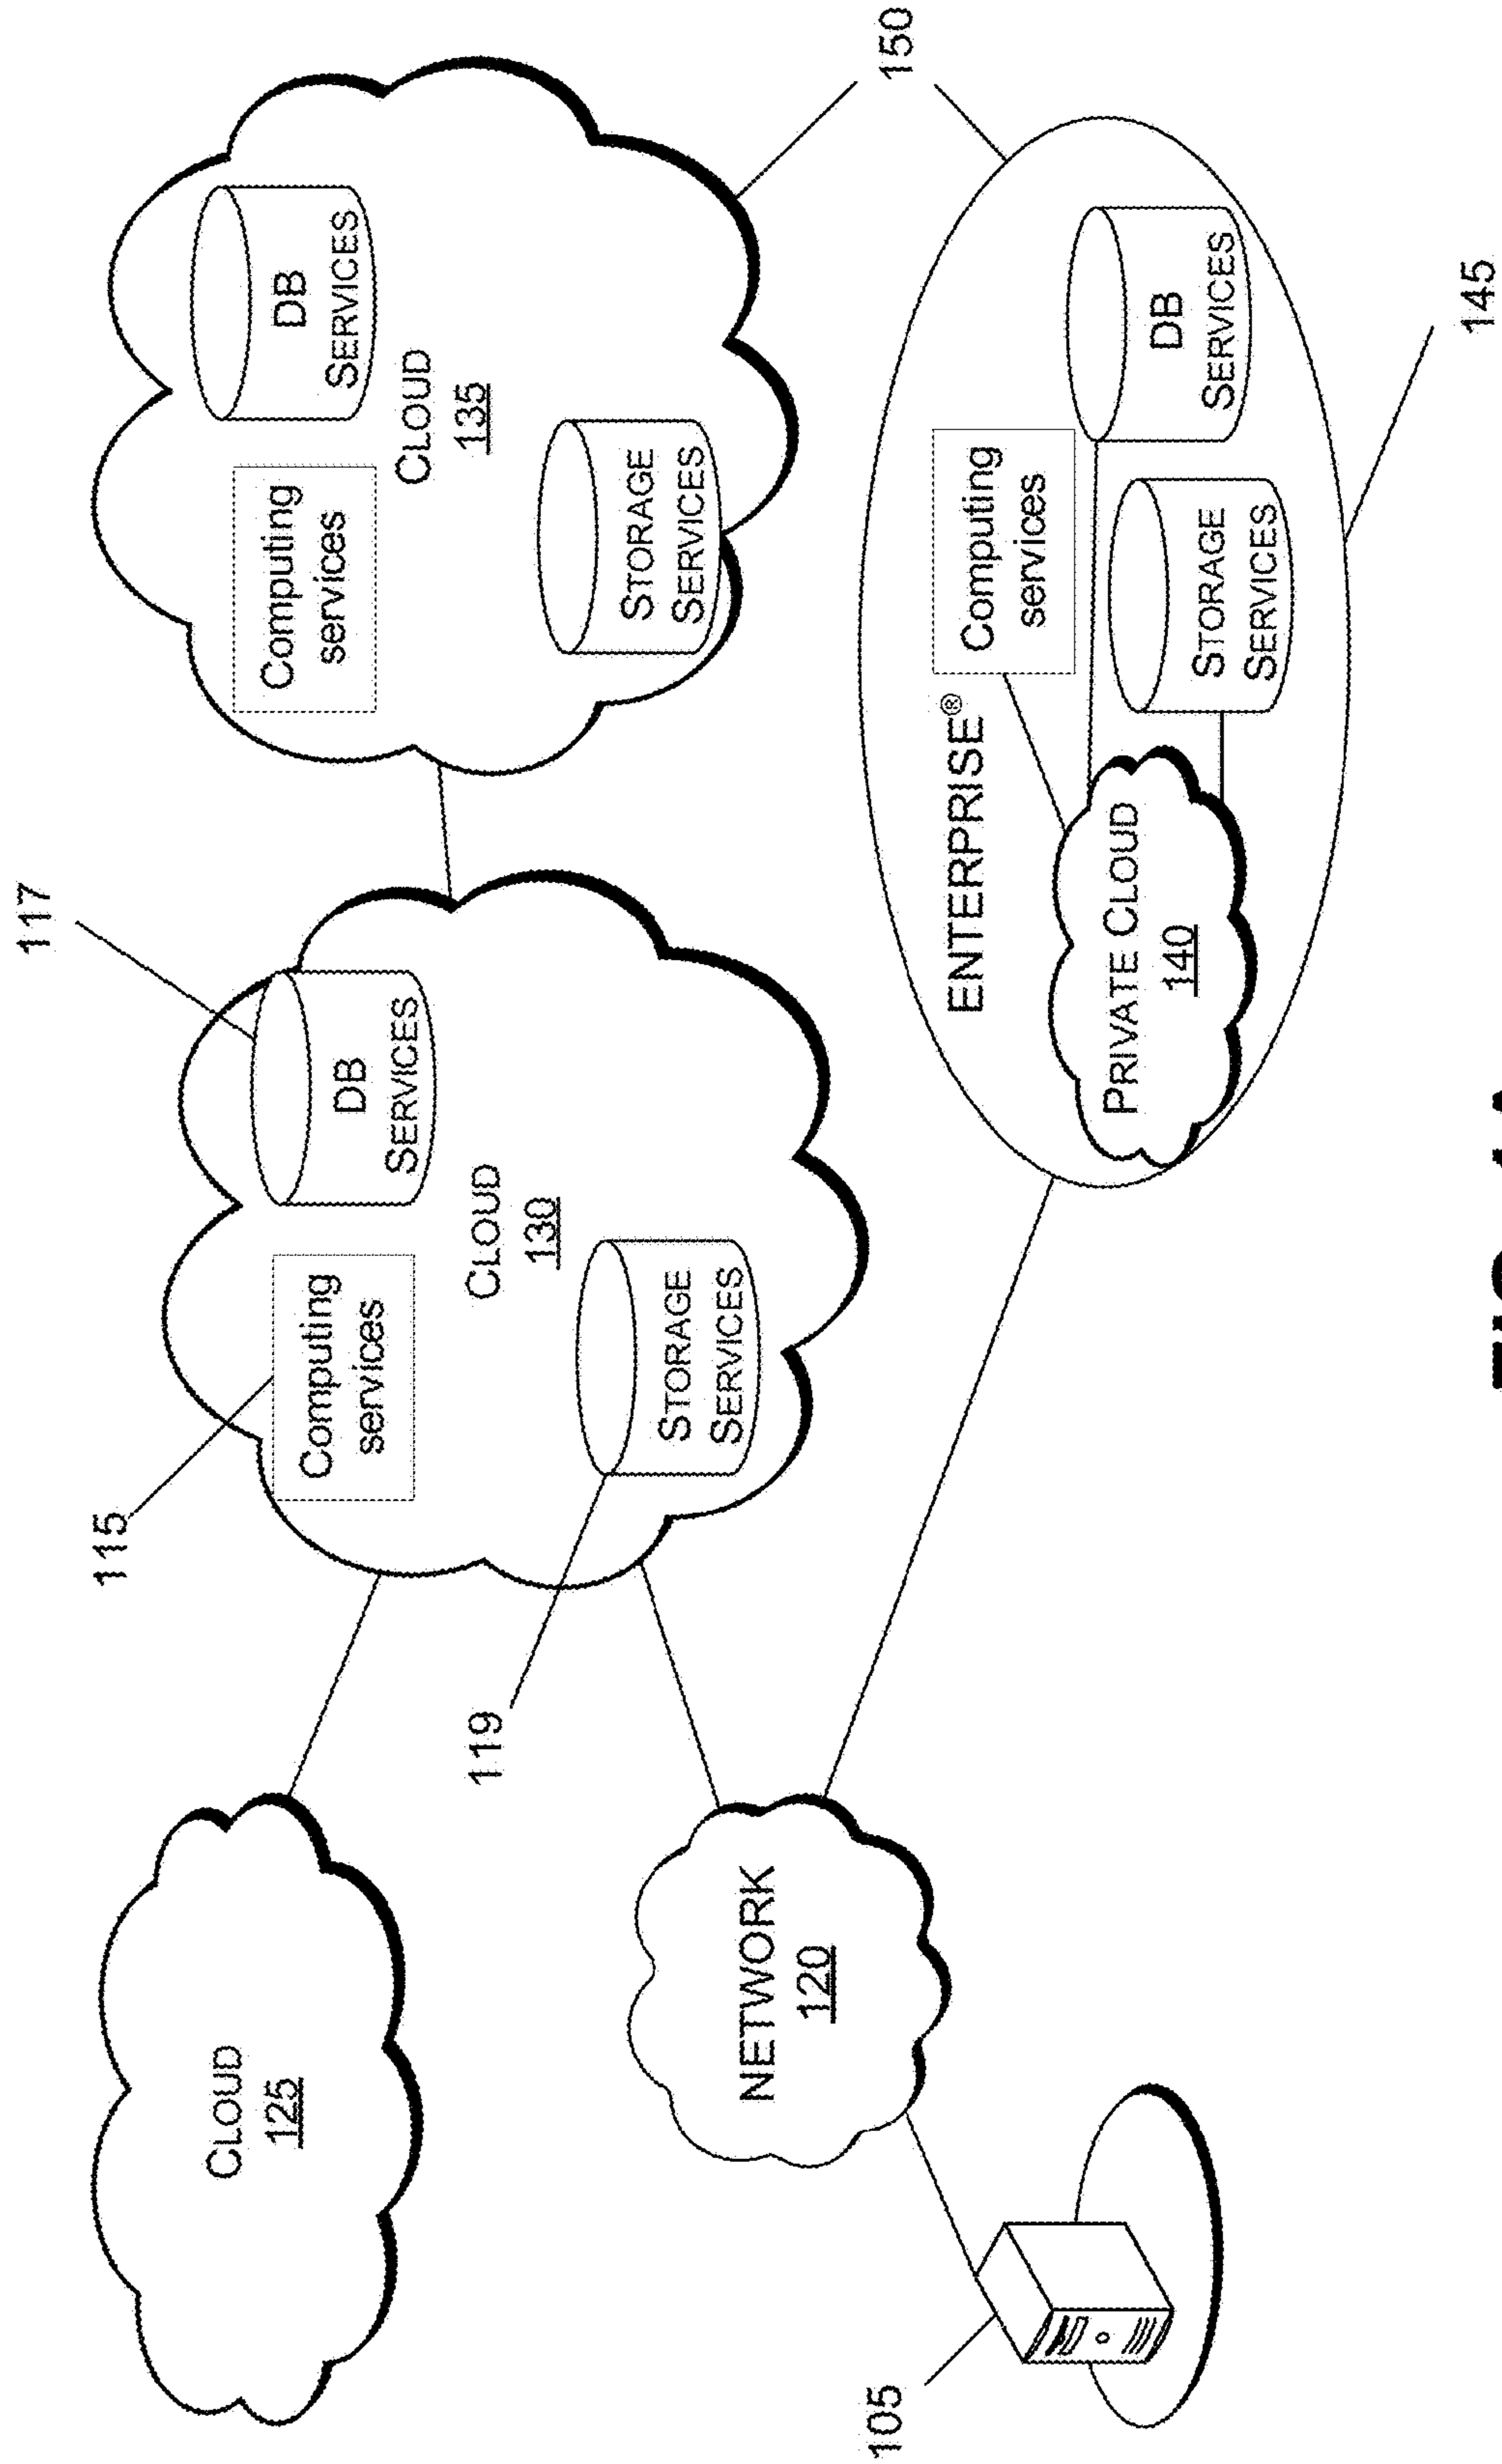 117
115
119
150
CLOUD
125
Computing
services
DB
SERVICES
CLOUD
130
STORAGE
SERVICES
Computing
services
DB
SERVICES
CLOUD
135
STORAGE
SERVICES
NETWORK
120
105
ENTERPRISE®
Computing
services
PRIVATE CLOUD
140
DB
SERVICES
STORAGE
SERVICES
145